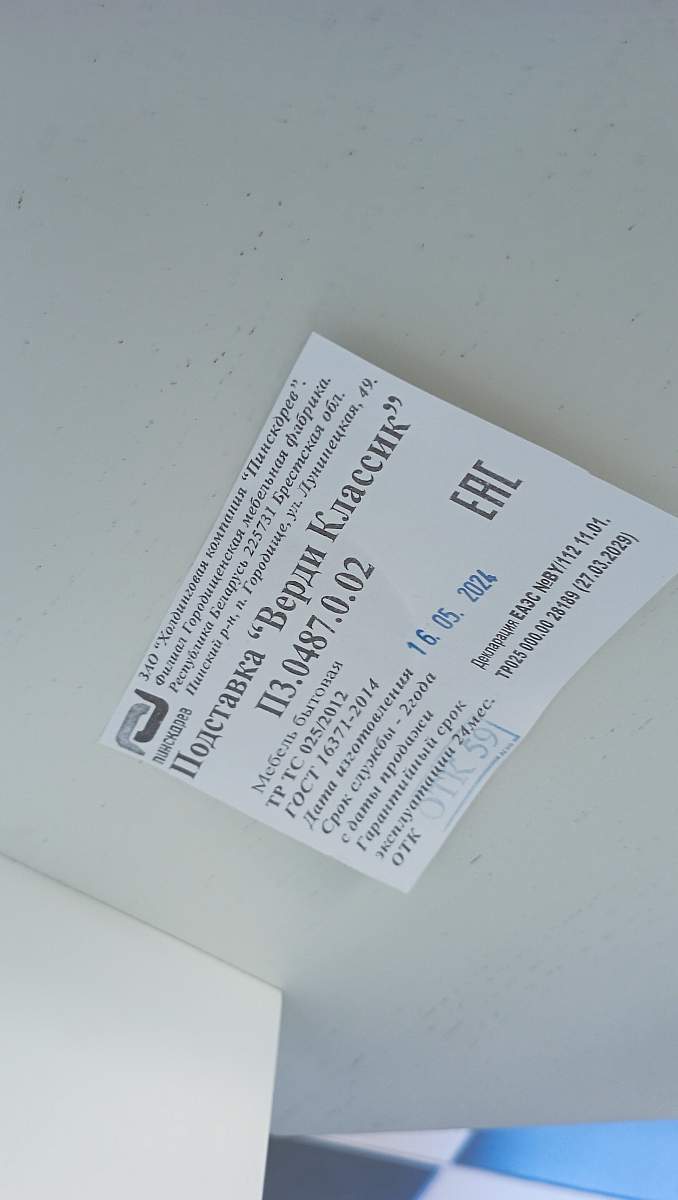 ПИНСКДРЕВ
ЗАО “Холдинговая компания “Пинскдрев”.
Филиал Городищенская мебельная фабрика.
Республика Беларусь 225731 Брестская обл.
Пинский р-н, п. Городище, ул. Лунинецкая, 49.
Подставка “Верди Классик”
П3.0487.0.02
Мебель бытовая
ТР ТС 025/2012
ГОСТ 16371-2014
Дата изготовления 16.05.2024
Срок службы - 2года
с даты продажи
Гарантийный срок
эксплуатации 24мес.
ОТК ОТК 59
ЕАС
Декларация ЕАЭС №BY/112 11.01.
ТР025 000.00 28189 (27.03.2029)